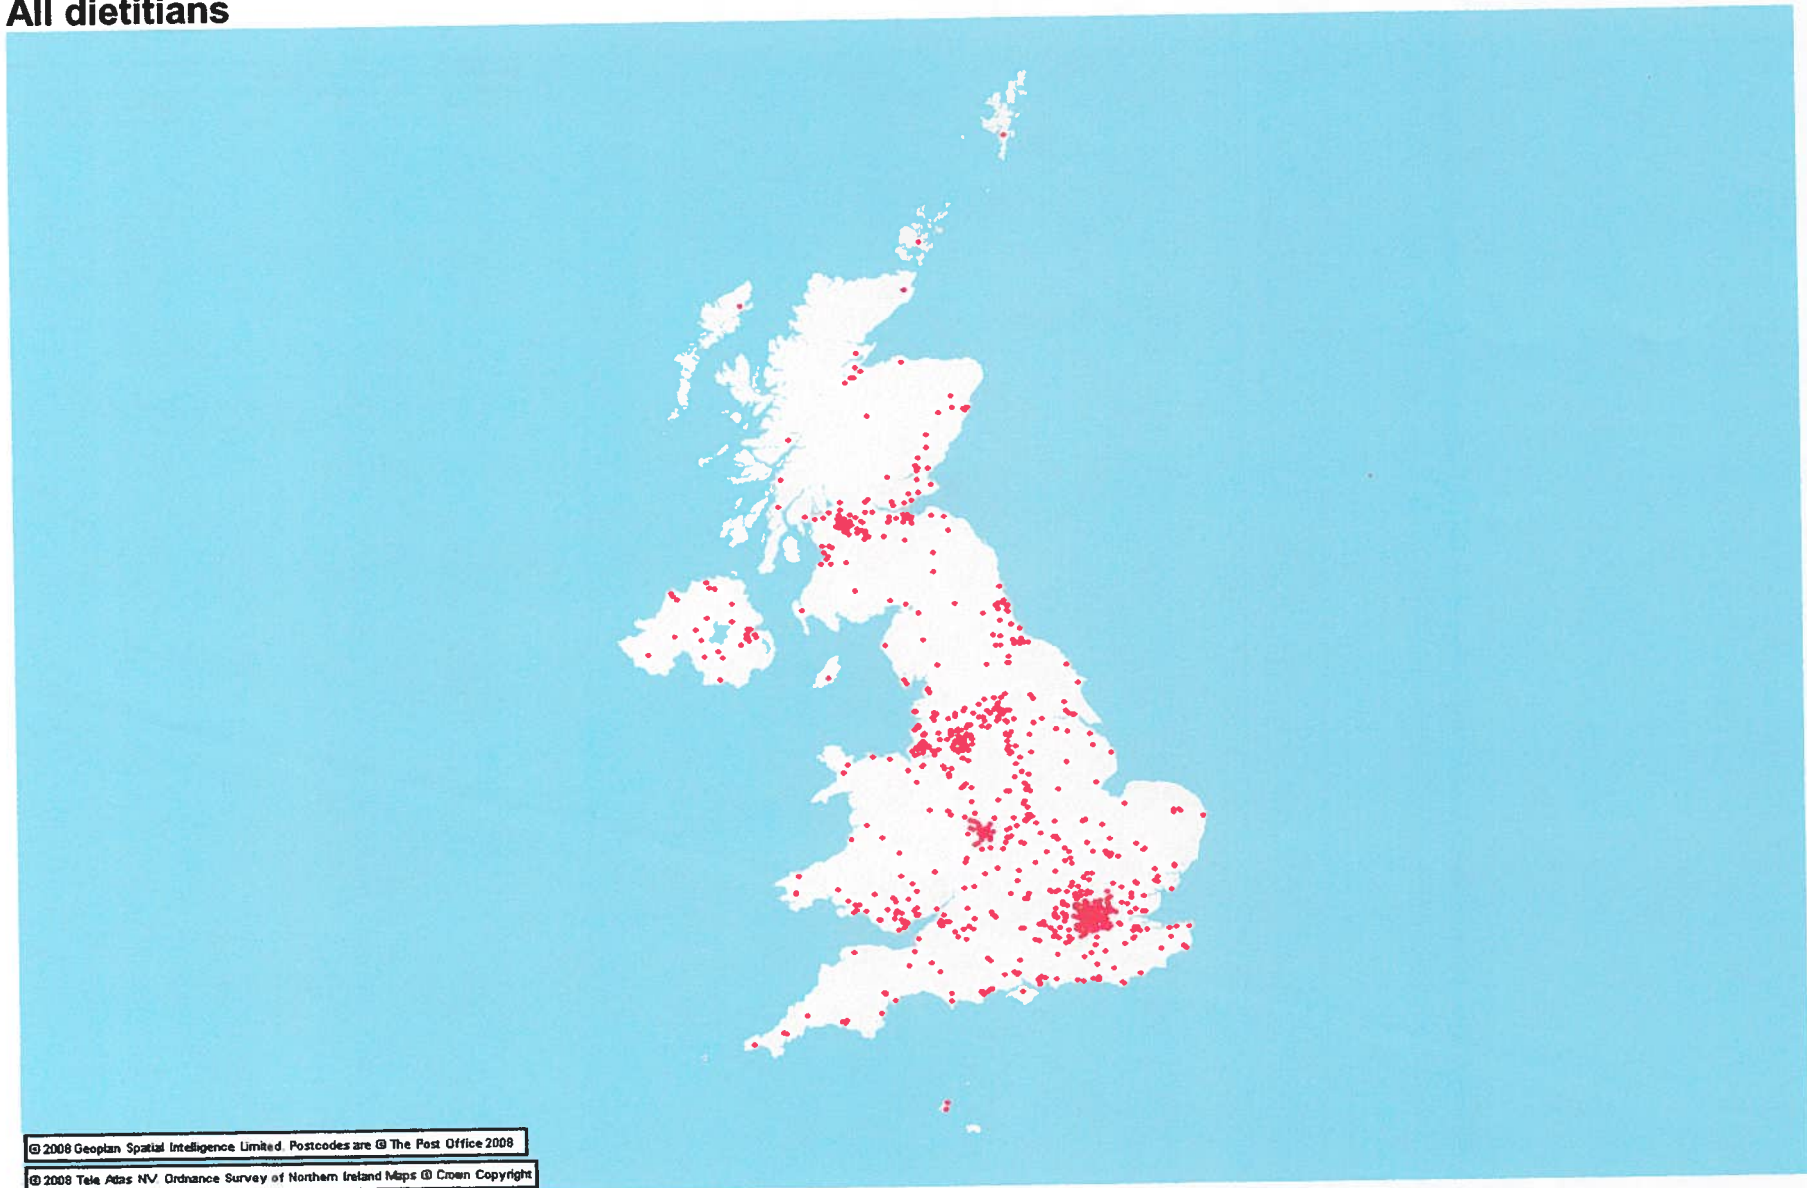 All dietitians
© 2008 Geoplan Spatial Intelligence Limited. Postcodes are © The Post Office 2008
© 2008 Tele Atlas NV. Ordnance Survey of Northern Ireland Maps © Crown Copyright